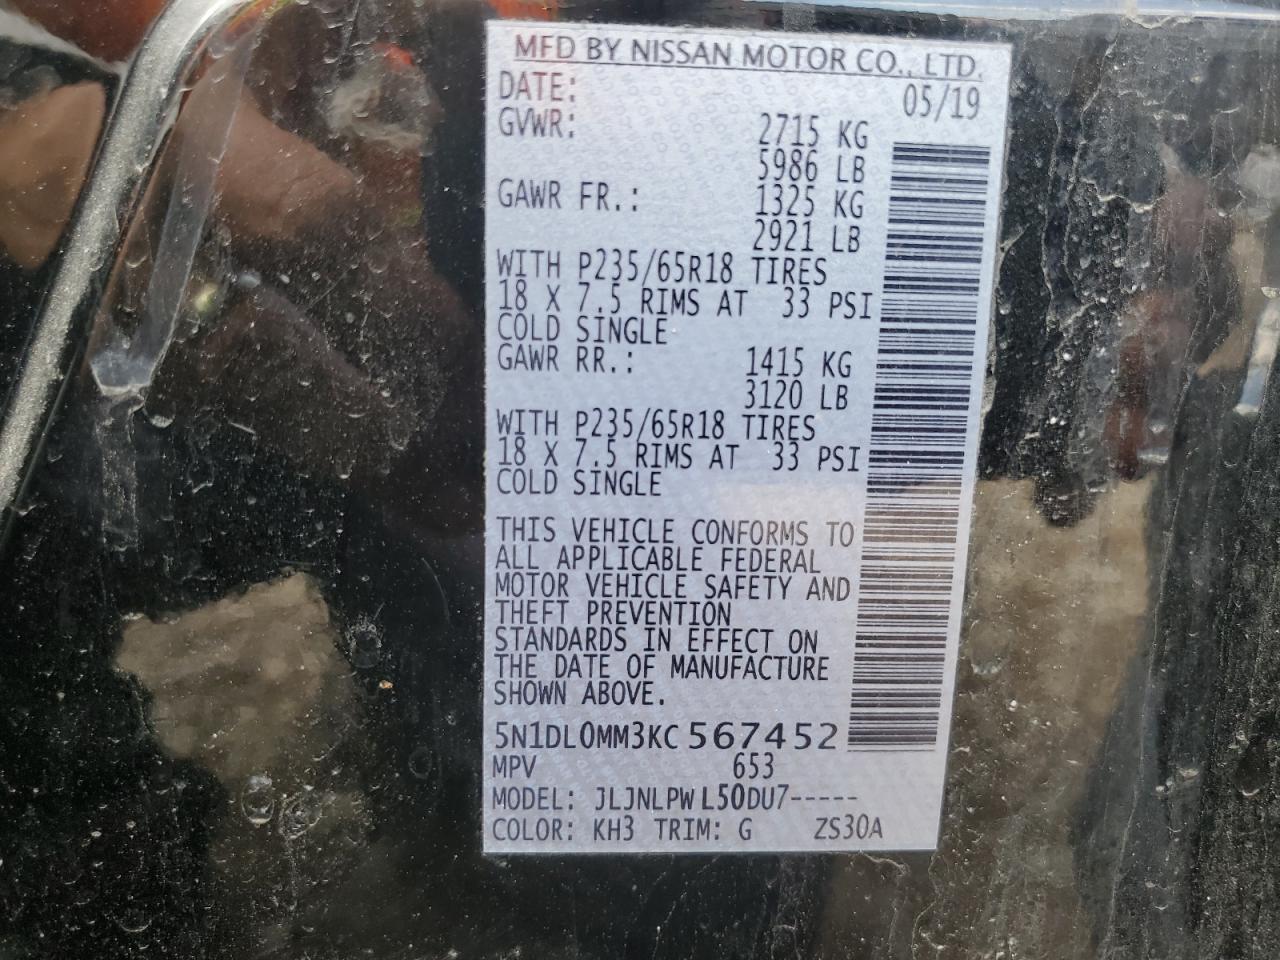 MFD BY NISSAN MOTOR CO., LTD.
DATE: 05/19
GVWR: 2715 KG
5986 LB
GAWR FR.: 1325 KG
2921 LB
WITH P235/65R18 TIRES
18 X 7.5 RIMS AT 33 PSI
COLD SINGLE
GAWR RR.: 1415 KG
3120 LB
WITH P235/65R18 TIRES
18 X 7.5 RIMS AT 33 PSI
COLD SINGLE
THIS VEHICLE CONFORMS TO
ALL APPLICABLE FEDERAL
MOTOR VEHICLE SAFETY AND
THEFT PREVENTION
STANDARDS IN EFFECT ON
THE DATE OF MANUFACTURE
SHOWN ABOVE.
5N1DL0MM3KC567452
MPV 653
MODEL: JLJNLPWL50DU7-----
COLOR: KH3 TRIM: G ZS30A